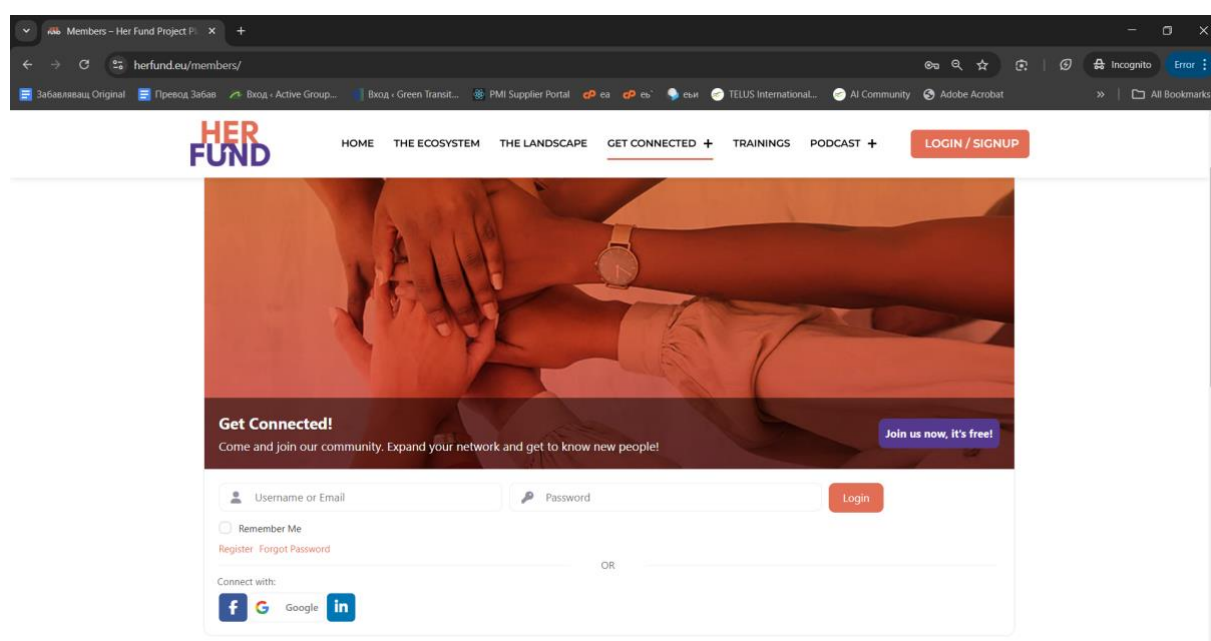 Members – Her Fund Project Pl
herfund.eu/members/
Incognito
Error
Забавляващ Original
Превод Забав
Вход ‹ Active Group...
Вход ‹ Green Transit...
PMI Supplier Portal
еа
еь`
еьи
TELUS International...
AI Community
Adobe Acrobat
»
All Bookmarks
HER
FUND
HOME
THE ECOSYSTEM
THE LANDSCAPE
GET CONNECTED +
TRAININGS
PODCAST +
LOGIN / SIGNUP
Get Connected!
Come and join our community. Expand your network and get to know new people!
Join us now, it's free!
Username or Email
Password
Login
Remember Me
Register Forgot Password
OR
Connect with:
f
G Google
in